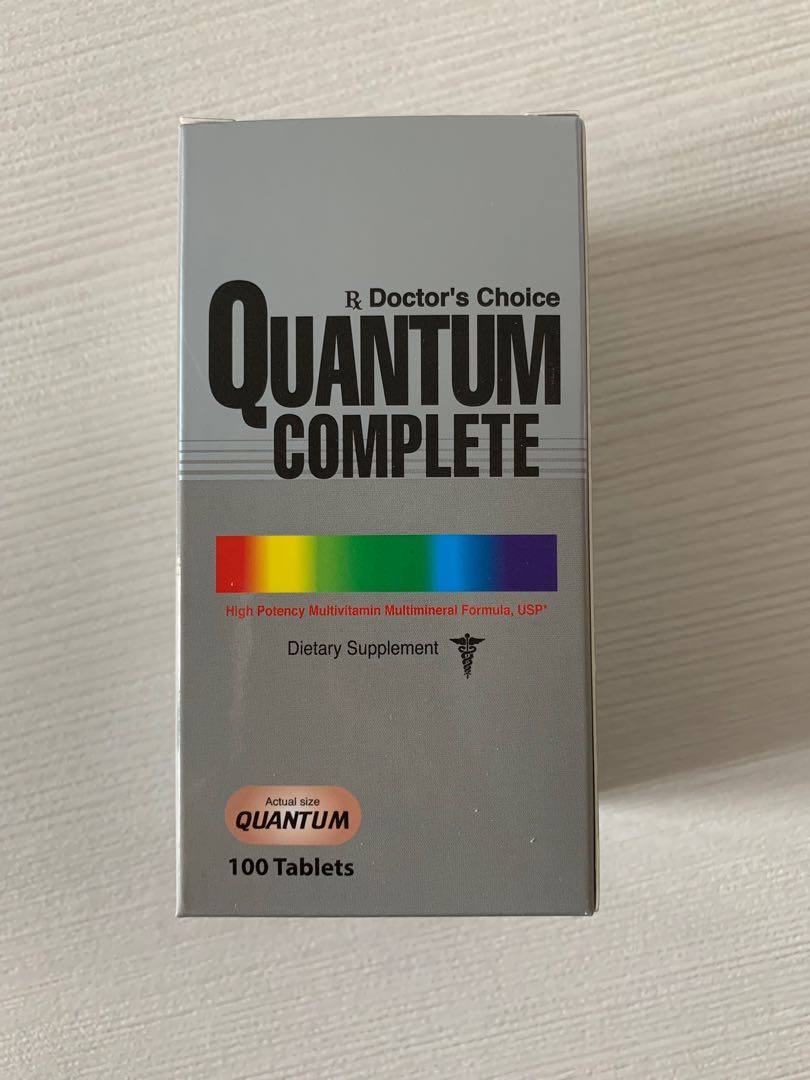 ℞ Doctor's Choice
QUANTUM
COMPLETE
High Potency Multivitamin Multimineral Formula, USP*
Dietary Supplement
Actual size
QUANTUM
100 Tablets